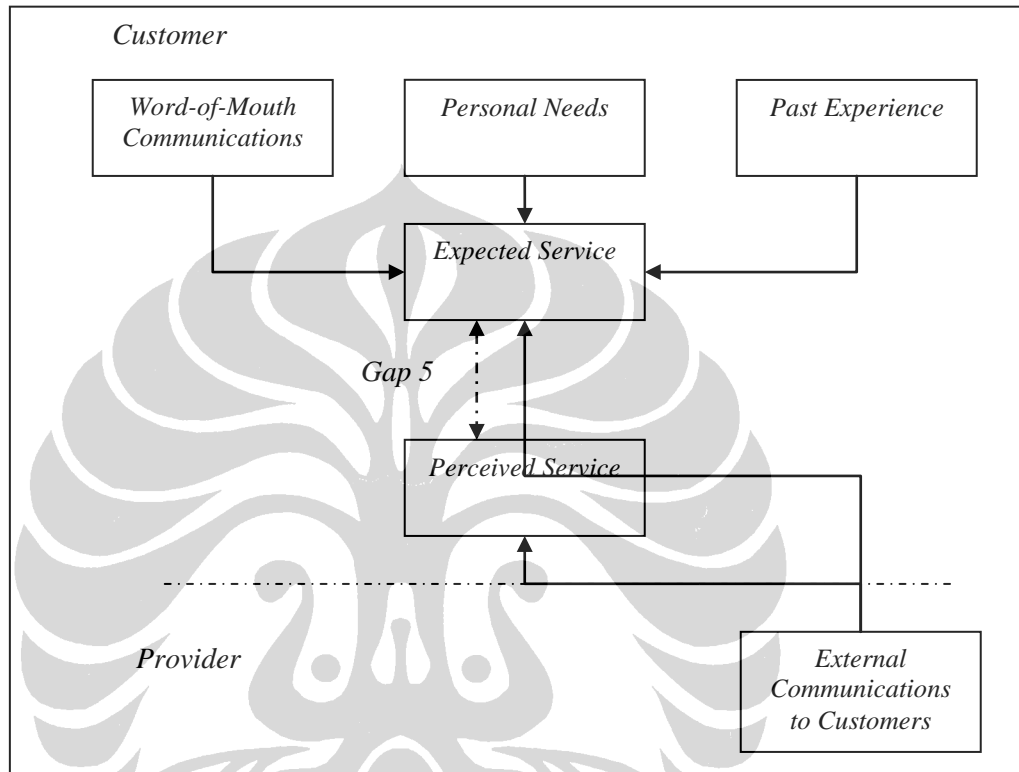 Customer
Word-of-Mouth
Communications
Personal Needs
Past Experience
Expected Service
Gap 5
Perceived Service
Provider
External
Communications
to Customers